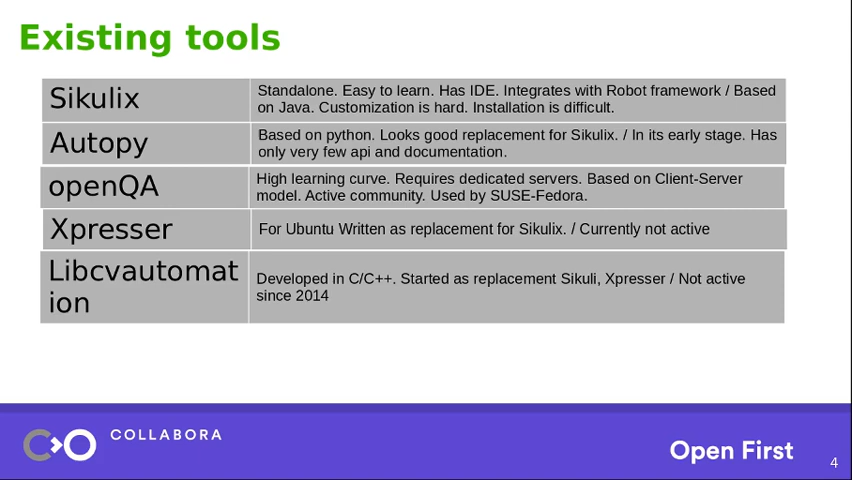 Existing tools
Sikulix
Standalone. Easy to learn. Has IDE. Integrates with Robot framework / Based
on Java. Customization is hard. Installation is difficult.
Autopy
Based on python. Looks good replacement for Sikulix. / In its early stage. Has
only very few api and documentation.
openQA
High learning curve. Requires dedicated servers. Based on Client-Server
model. Active community. Used by SUSE-Fedora.
Xpresser
For Ubuntu Written as replacement for Sikulix. / Currently not active
Libcvautomat
ion
Developed in C/C++. Started as replacement Sikuli, Xpresser / Not active
since 2014
COLLABORA
Open First
4